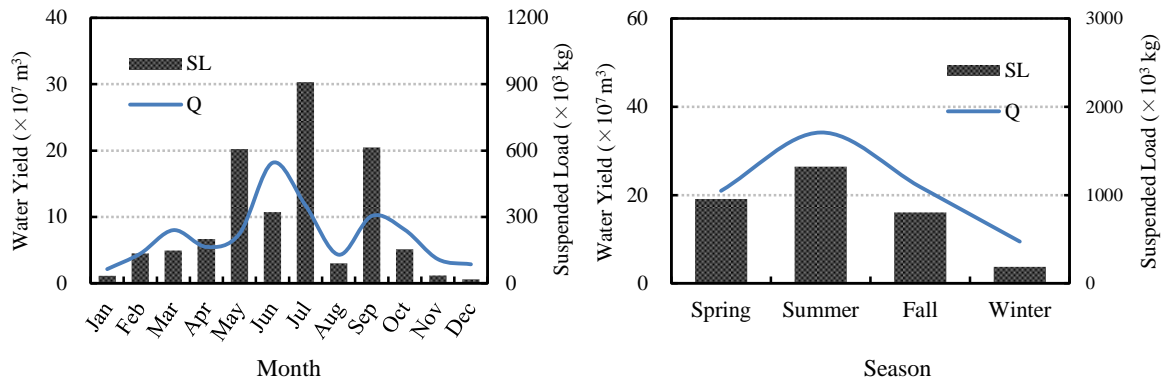 Water Yield (×10⁷ m³)
40
30
20
10
0
SL
Q
1200
900
600
300
0
Suspended Load (×10³ kg)
Jan Feb Mar Apr May Jun Jul Aug Sep Oct Nov Dec
Month
Water Yield (×10⁷ m³)
60
40
20
0
SL
Q
3000
2000
1000
0
Suspended Load (×10³ kg)
Spring Summer Fall Winter
Season